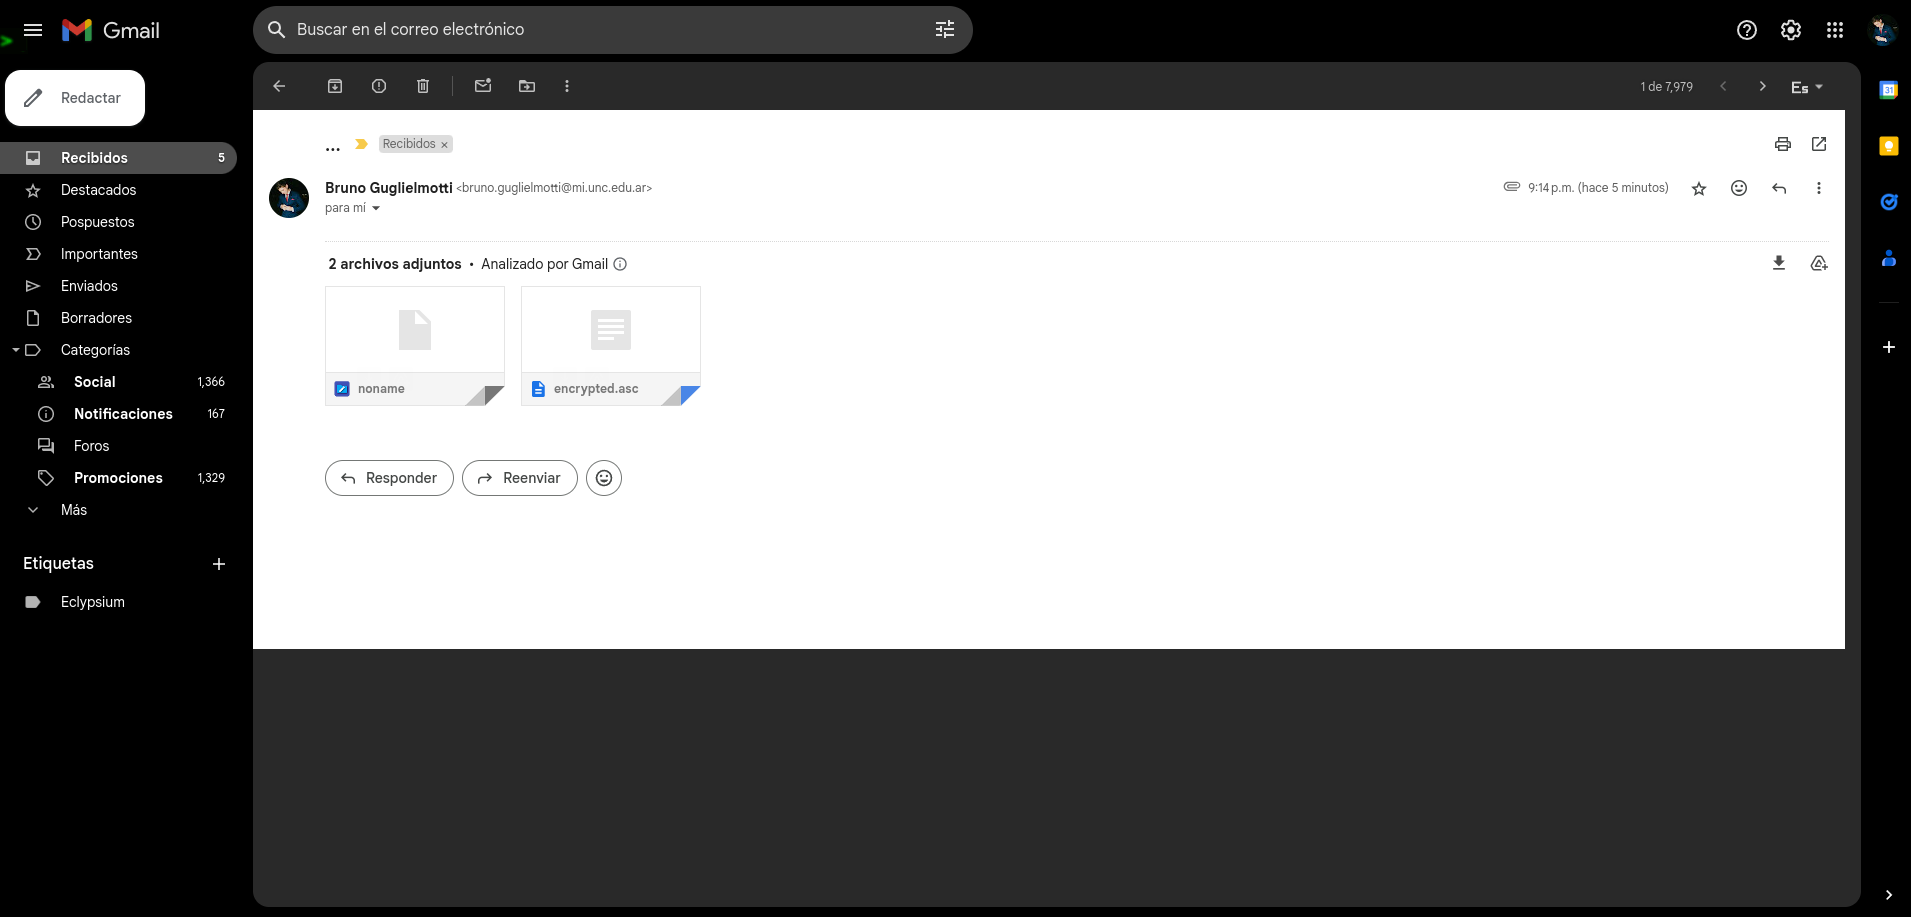 Gmail
Buscar en el correo electrónico
Redactar
1 de 7,979
Es
Recibidos 5
Destacados
Pospuestos
Importantes
Enviados
Borradores
Categorías
Social 1,366
Notificaciones 167
Foros
Promociones 1,329
Más
Etiquetas
Eclypsium
... Recibidos ×
Bruno Guglielmotti <bruno.guglielmotti@mi.unc.edu.ar>
9:14 p.m. (hace 5 minutos)
para mí
2 archivos adjuntos • Analizado por Gmail
noname
encrypted.asc
Responder
Reenviar
31